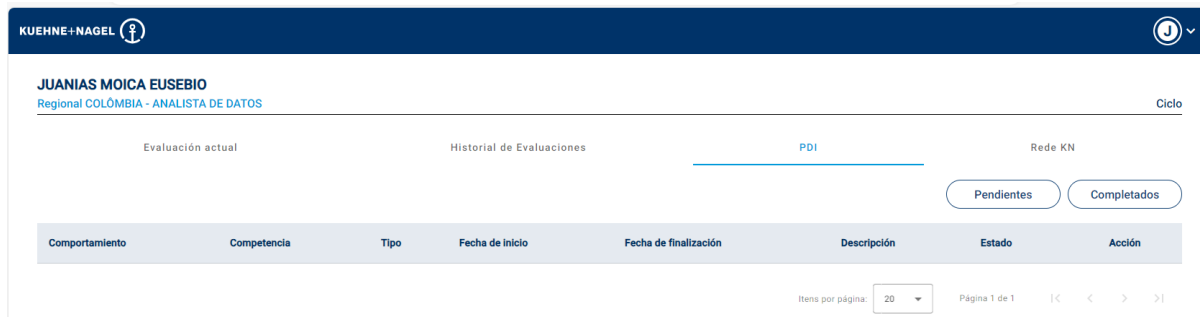 KUEHNE+NAGEL
J
JUANIAS MOICA EUSEBIO
Regional COLÔMBIA - ANALISTA DE DATOS
Ciclo
Evaluación actual Historial de Evaluaciones PDI Rede KN
Pendientes Completados
Comportamiento Competencia Tipo Fecha de inicio Fecha de finalización Descripción Estado Acción
Itens por página: 20 Página 1 de 1